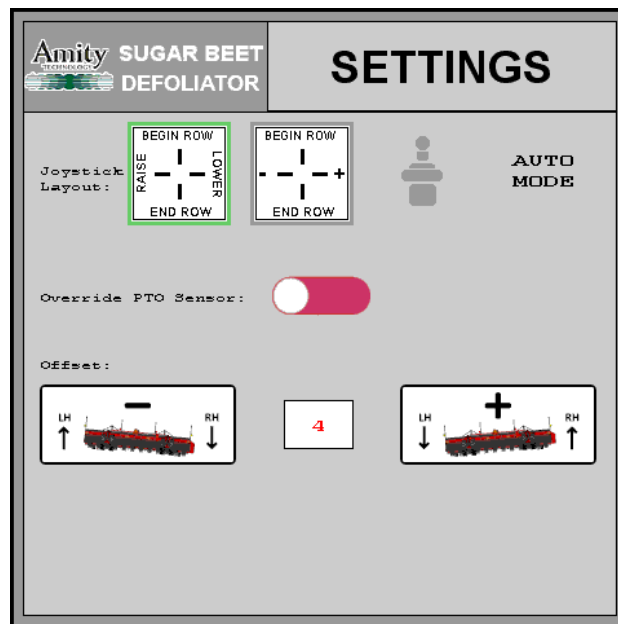 Amity
TECHNOLOGY
SUGAR BEET
DEFOLIATOR
SETTINGS
Joystick
Layout:
BEGIN ROW
RAISE
LOWER
END ROW
BEGIN ROW
- +
END ROW
AUTO
MODE
Override PTO Sensor:
Offset:
LH
−
RH
4
LH
+
RH